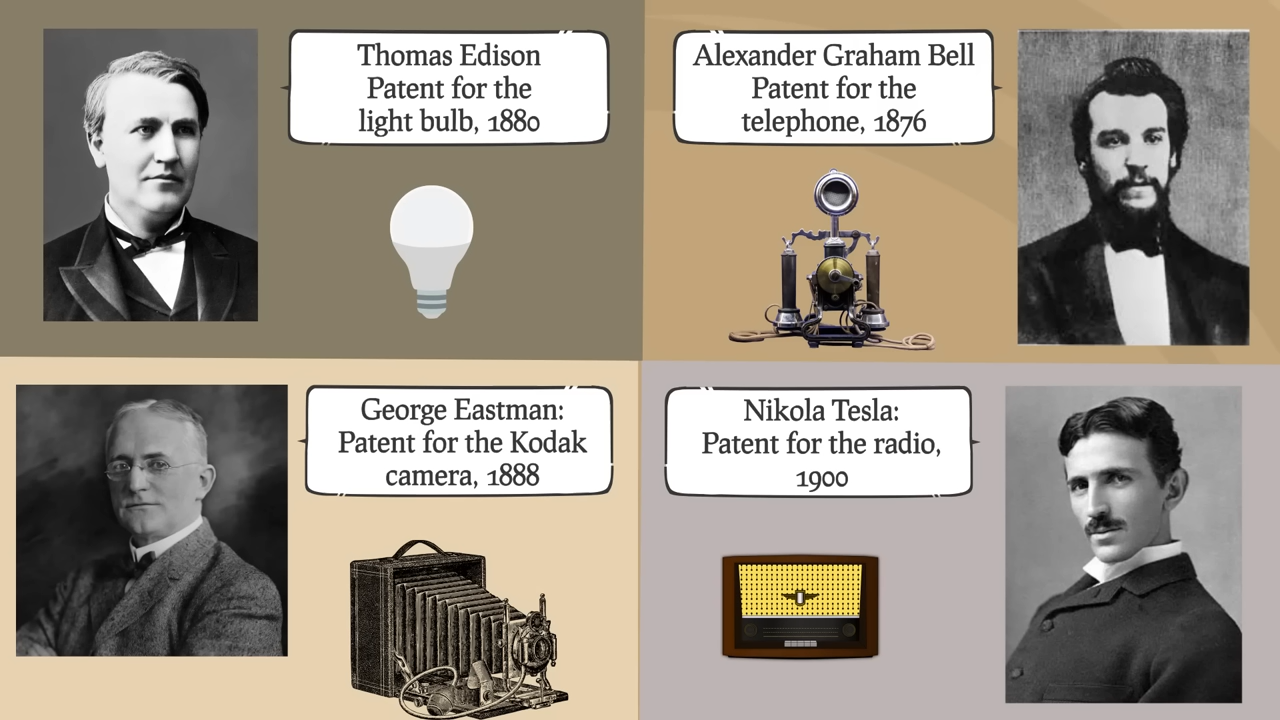 Thomas Edison
Patent for the
light bulb, 1880
Alexander Graham Bell
Patent for the
telephone, 1876
George Eastman:
Patent for the Kodak
camera, 1888
Nikola Tesla:
Patent for the radio,
1900